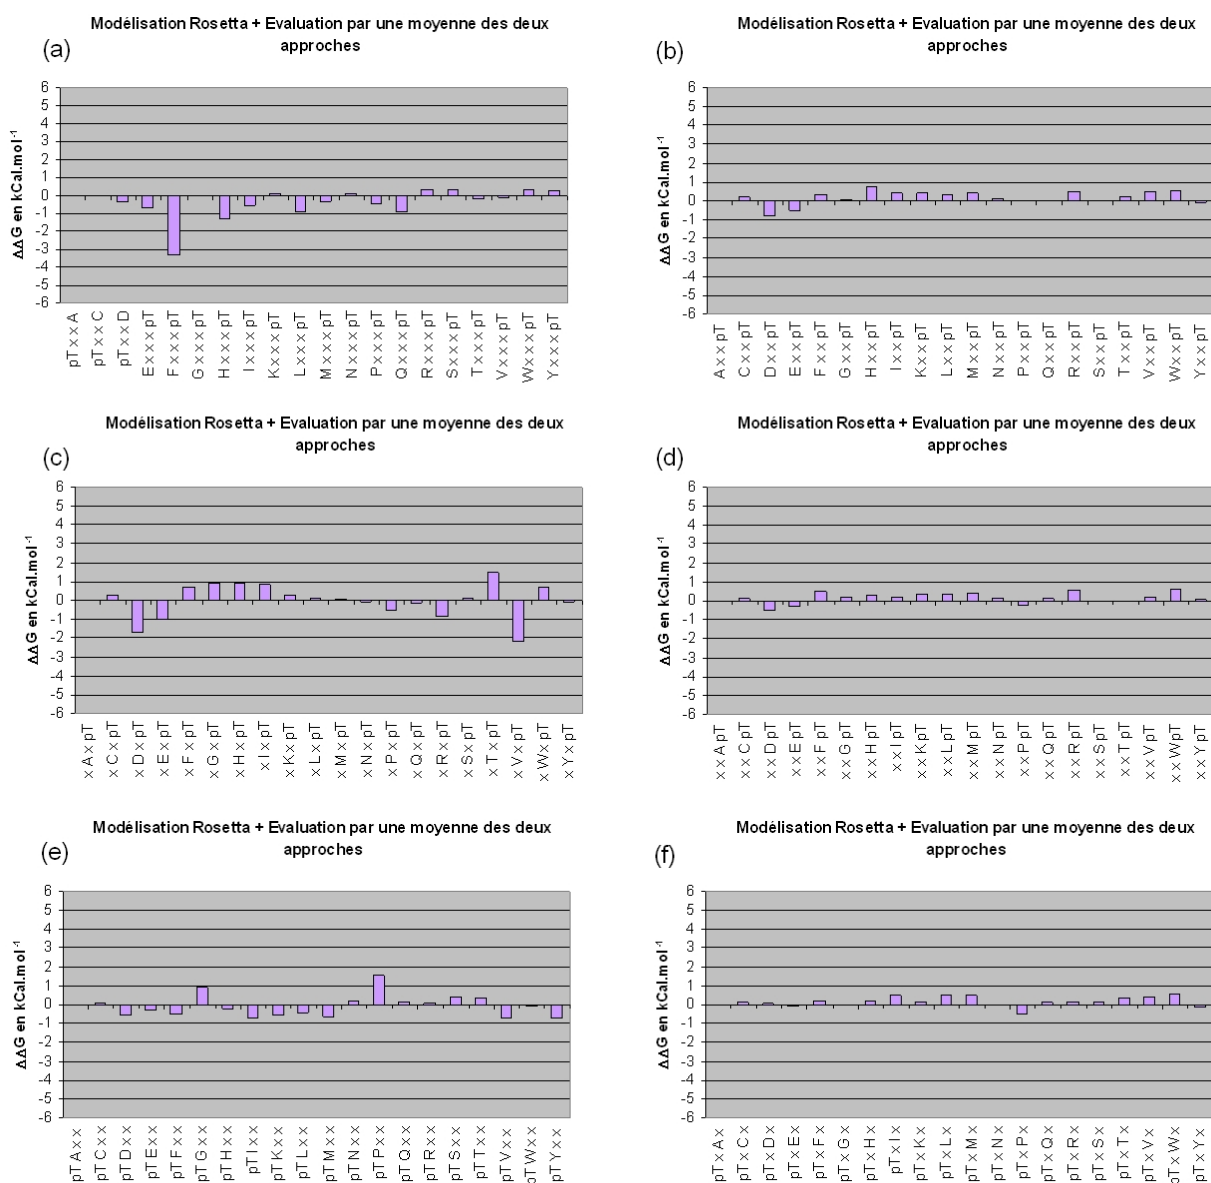 Modélisation Rosetta + Evaluation par une moyenne des deux
approches
(a)
ΔΔG en kCal.mol-1
6
5
4
3
2
1
0
-1
-2
-3
-4
-5
-6
pTxxA
pTxxC
pTxxD
ExxxpT
FxxxpT
GxxxpT
HxxxpT
IxxxpT
KxxxpT
LxxxpT
MxxxpT
NxxxpT
PxxxpT
QxxxpT
RxxxpT
SxxxpT
TxxxpT
VxxxpT
WxxxpT
YxxxpT
Modélisation Rosetta + Evaluation par une moyenne des deux
approches
(b)
ΔΔG en kCal.mol-1
6
5
4
3
2
1
0
-1
-2
-3
-4
-5
-6
AxxpT
CxxpT
DxxpT
ExxpT
FxxpT
GxxpT
HxxpT
IxxpT
KxxpT
LxxpT
MxxpT
NxxpT
PxxpT
QxxpT
RxxpT
SxxpT
TxxpT
VxxpT
WxxpT
YxxpT
Modélisation Rosetta + Evaluation par une moyenne des deux
approches
(c)
ΔΔG en kCal.mol-1
6
5
4
3
2
1
0
-1
-2
-3
-4
-5
-6
xAxpT
xCxpT
xDxpT
xExpT
xFxpT
xGxpT
xHxpT
xIxpT
xKxpT
xLxpT
xMxpT
xNxpT
xPxpT
xQxpT
xRxpT
xSxpT
xTxpT
xVxpT
xWxpT
xYxpT
Modélisation Rosetta + Evaluation par une moyenne des deux
approches
(d)
ΔΔG en kCal.mol-1
6
5
4
3
2
1
0
-1
-2
-3
-4
-5
-6
xxApT
xxCpT
xxDpT
xxEpT
xxFpT
xxGpT
xxHpT
xxIpT
xxKpT
xxLpT
xxMpT
xxNpT
xxPpT
xxQpT
xxRpT
xxSpT
xxTpT
xxVpT
xxWpT
xxYpT
Modélisation Rosetta + Evaluation par une moyenne des deux
approches
(e)
ΔΔG en kCal.mol-1
6
5
4
3
2
1
0
-1
-2
-3
-4
-5
-6
pTAxx
pTCxx
pTDxx
pTExx
pTFxx
pTGxx
pTHxx
pTIxx
pTKxx
pTLxx
pTMxx
pTNxx
pTPxx
pTQxx
pTRxx
pTSxx
pTTxx
pTVxx
pTWxx
pTYxx
Modélisation Rosetta + Evaluation par une moyenne des deux
approches
(f)
ΔΔG en kCal.mol-1
6
5
4
3
2
1
0
-1
-2
-3
-4
-5
-6
pTxAx
pTxCx
pTxDx
pTxEx
pTxFx
pTxGx
pTxHx
pTxIx
pTxKx
pTxLx
pTxMx
pTxNx
pTxPx
pTxQx
pTxRx
pTxSx
pTxTx
pTxVx
pTxWx
pTxYx